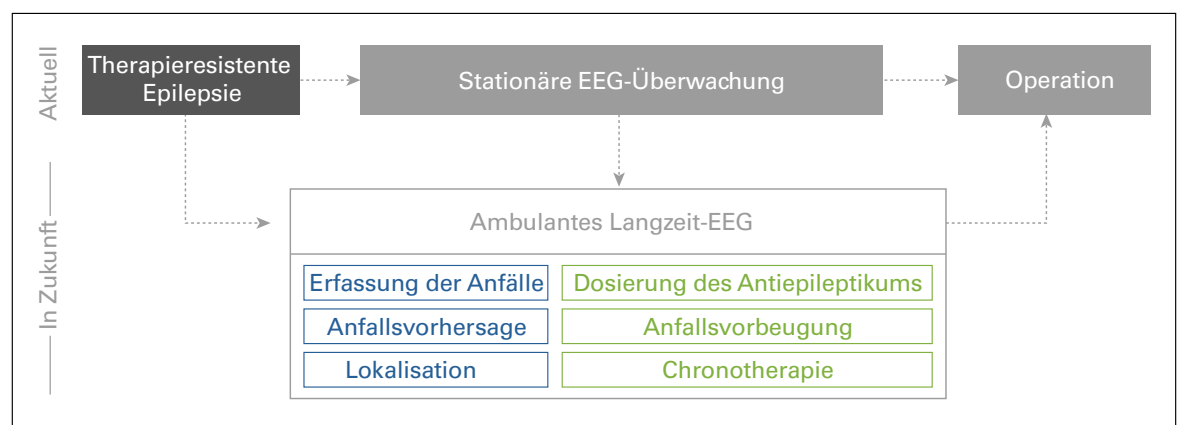 Aktuell
Therapieresistente
Epilepsie
Stationäre EEG-Überwachung
Operation
In Zukunft
Ambulantes Langzeit-EEG
Erfassung der Anfälle
Dosierung des Antiepileptikums
Anfallsvorhersage
Anfallsvorbeugung
Lokalisation
Chronotherapie